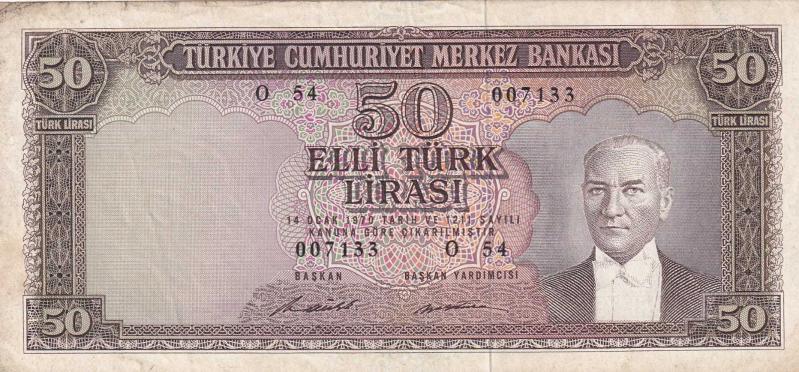 TÜRKİYE CUMHURİYET MERKEZ BANKASI
50 50
O 54 50 007133
TÜRK LİRASI TÜRK LİRASI
ELLİ TÜRK
LİRASI
14 OCAK 1970 TARİH VE 1211 SAYILI
KANUNA GÖRE ÇIKARILMIŞTIR
007133 O 54
BAŞKAN BAŞKAN YARDIMCISI
50 50